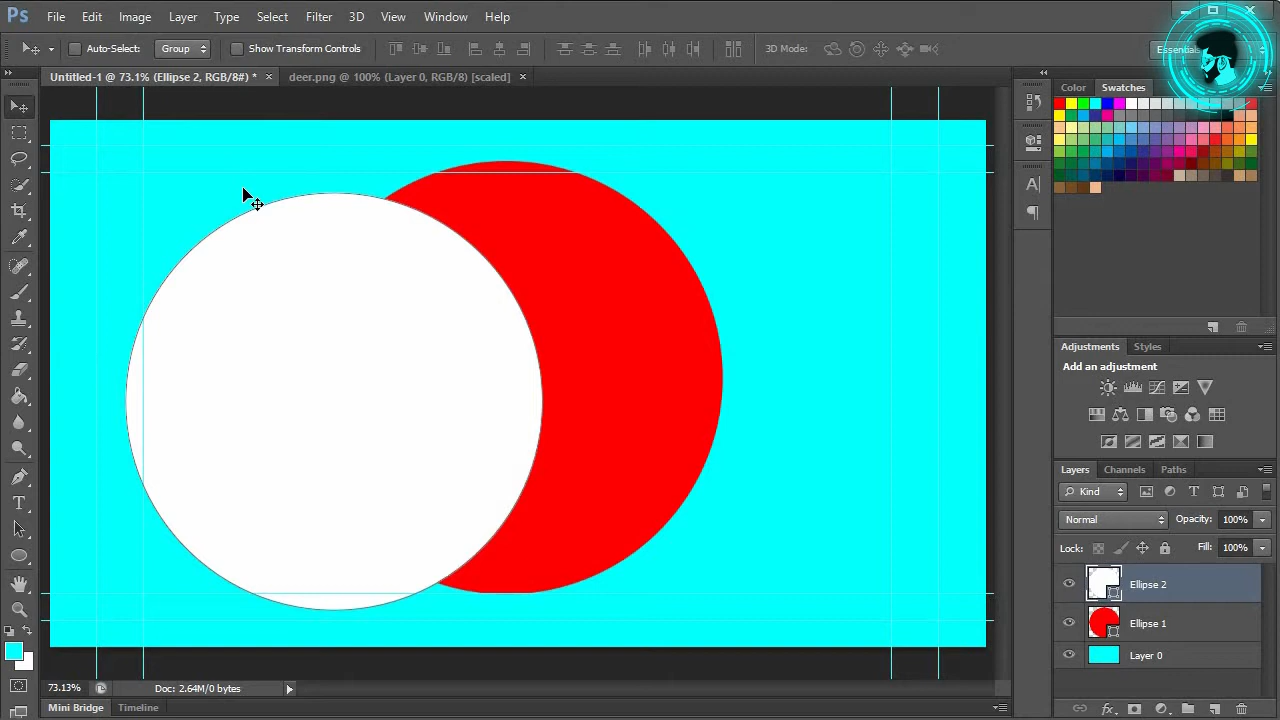 Ps File Edit Image Layer Type Select Filter 3D View Window Help
Auto-Select: Group Show Transform Controls 3D Mode: Essentials
Untitled-1 @ 73.1% (Ellipse 2, RGB/8#) * × deer.png @ 100% (Layer 0, RGB/8) [scaled] ×
Color Swatches
Adjustments Styles
Add an adjustment
Layers Channels Paths
Kind
Normal Opacity: 100%
Lock: Fill: 100%
Ellipse 2
Ellipse 1
Layer 0
73.13% Doc: 2.64M/0 bytes
Mini Bridge Timeline